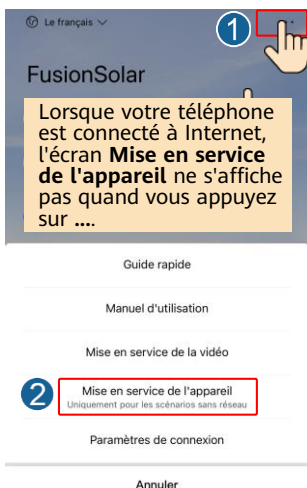 Le français
1
FusionSolar
Lorsque votre téléphone
est connecté à Internet,
l'écran Mise en service
de l'appareil ne s'affiche
pas quand vous appuyez
sur ....
Guide rapide
Manuel d'utilisation
Mise en service de la vidéo
2
Mise en service de l'appareil
Uniquement pour les scénarios sans réseau
Paramètres de connexion
Annuler